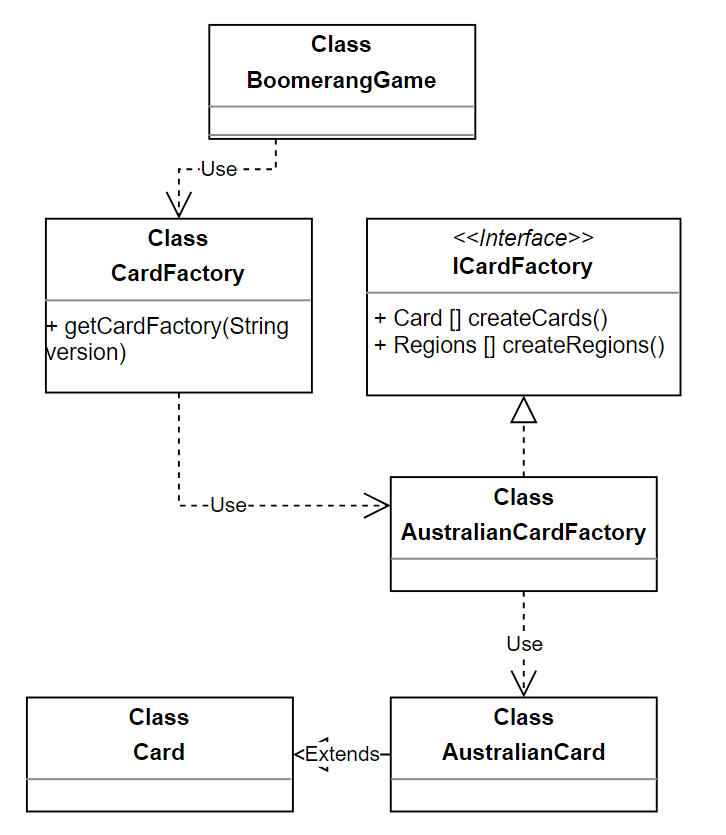 Class
BoomerangGame
Use
Class
CardFactory
+ getCardFactory(String
version)
<<Interface>>
ICardFactory
+ Card [] createCards()
+ Regions [] createRegions()
Use
Class
AustralianCardFactory
Use
Class
Card
Extends
Class
AustralianCard